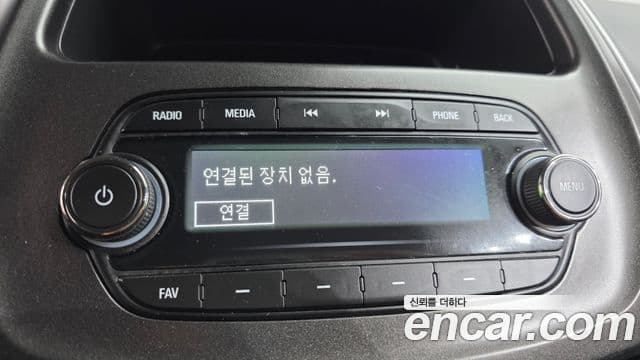 RADIO MEDIA PHONE BACK
연결된 장치 없음.
연결
MENU
FAV
신뢰를 더하다
encar.com